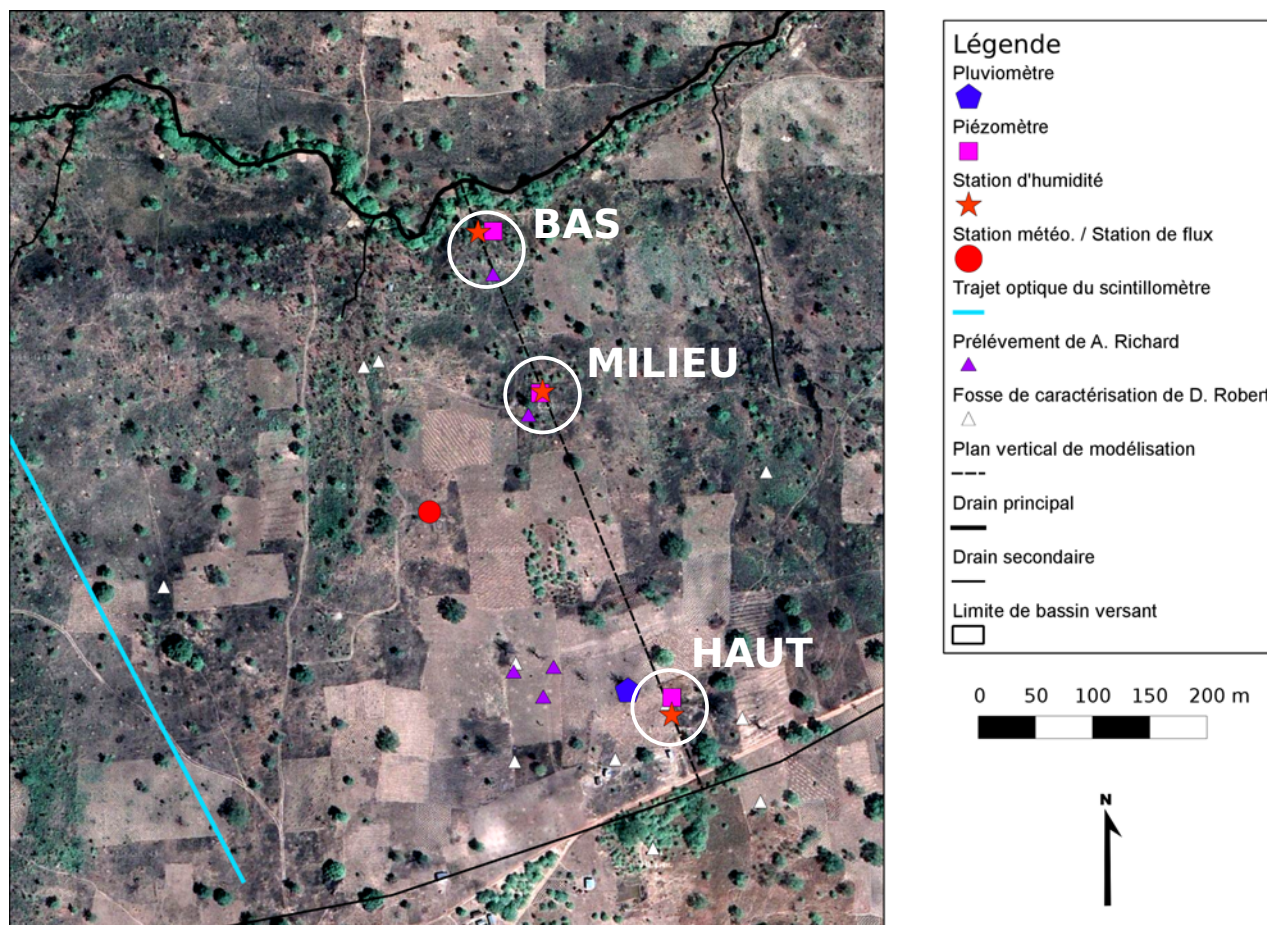 BAS
MILIEU
HAUT
Légende
Pluviomètre
Piézomètre
Station d'humidité
Station météo. / Station de flux
Trajet optique du scintillomètre
Prélévement de A. Richard
Fosse de caractérisation de D. Robert
Plan vertical de modélisation
Drain principal
Drain secondaire
Limite de bassin versant
0 50 100 150 200 m
N